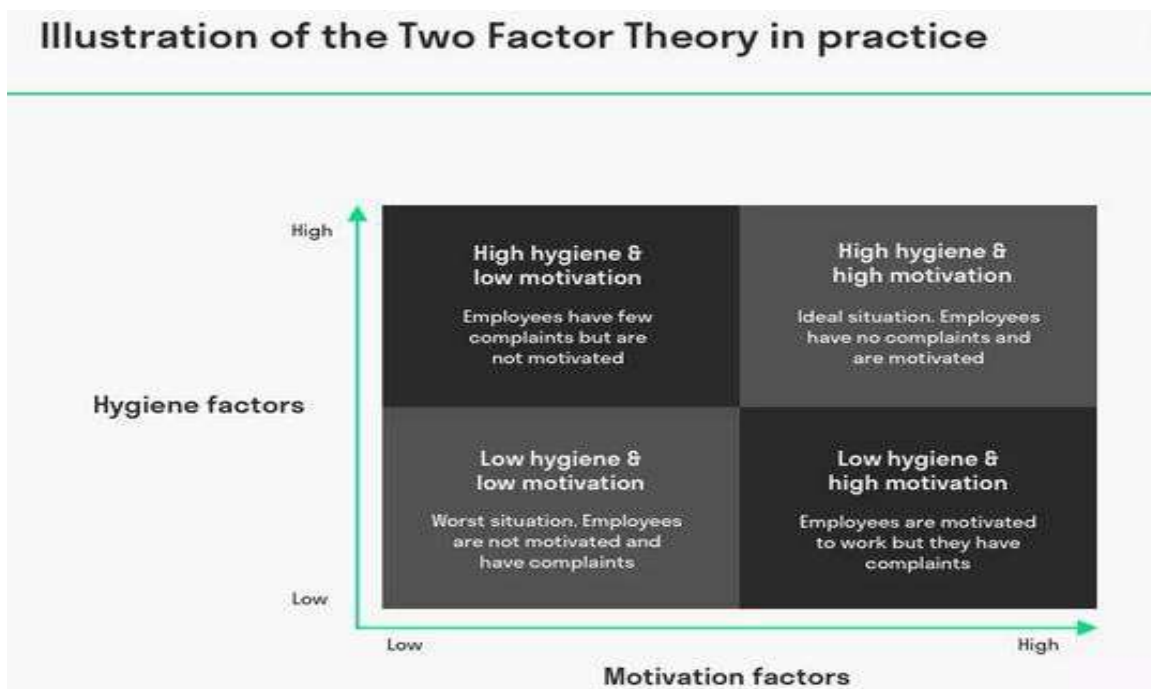 Illustration of the Two Factor Theory in practice
High
High hygiene &
low motivation
Employees have few
complaints but are
not motivated
High hygiene &
high motivation
Ideal situation. Employees
have no complaints and
are motivated
Hygiene factors
Low hygiene &
low motivation
Worst situation. Employees
are not motivated and
have complaints
Low hygiene &
high motivation
Employees are motivated
to work but they have
complaints
Low
Low
High
Motivation factors